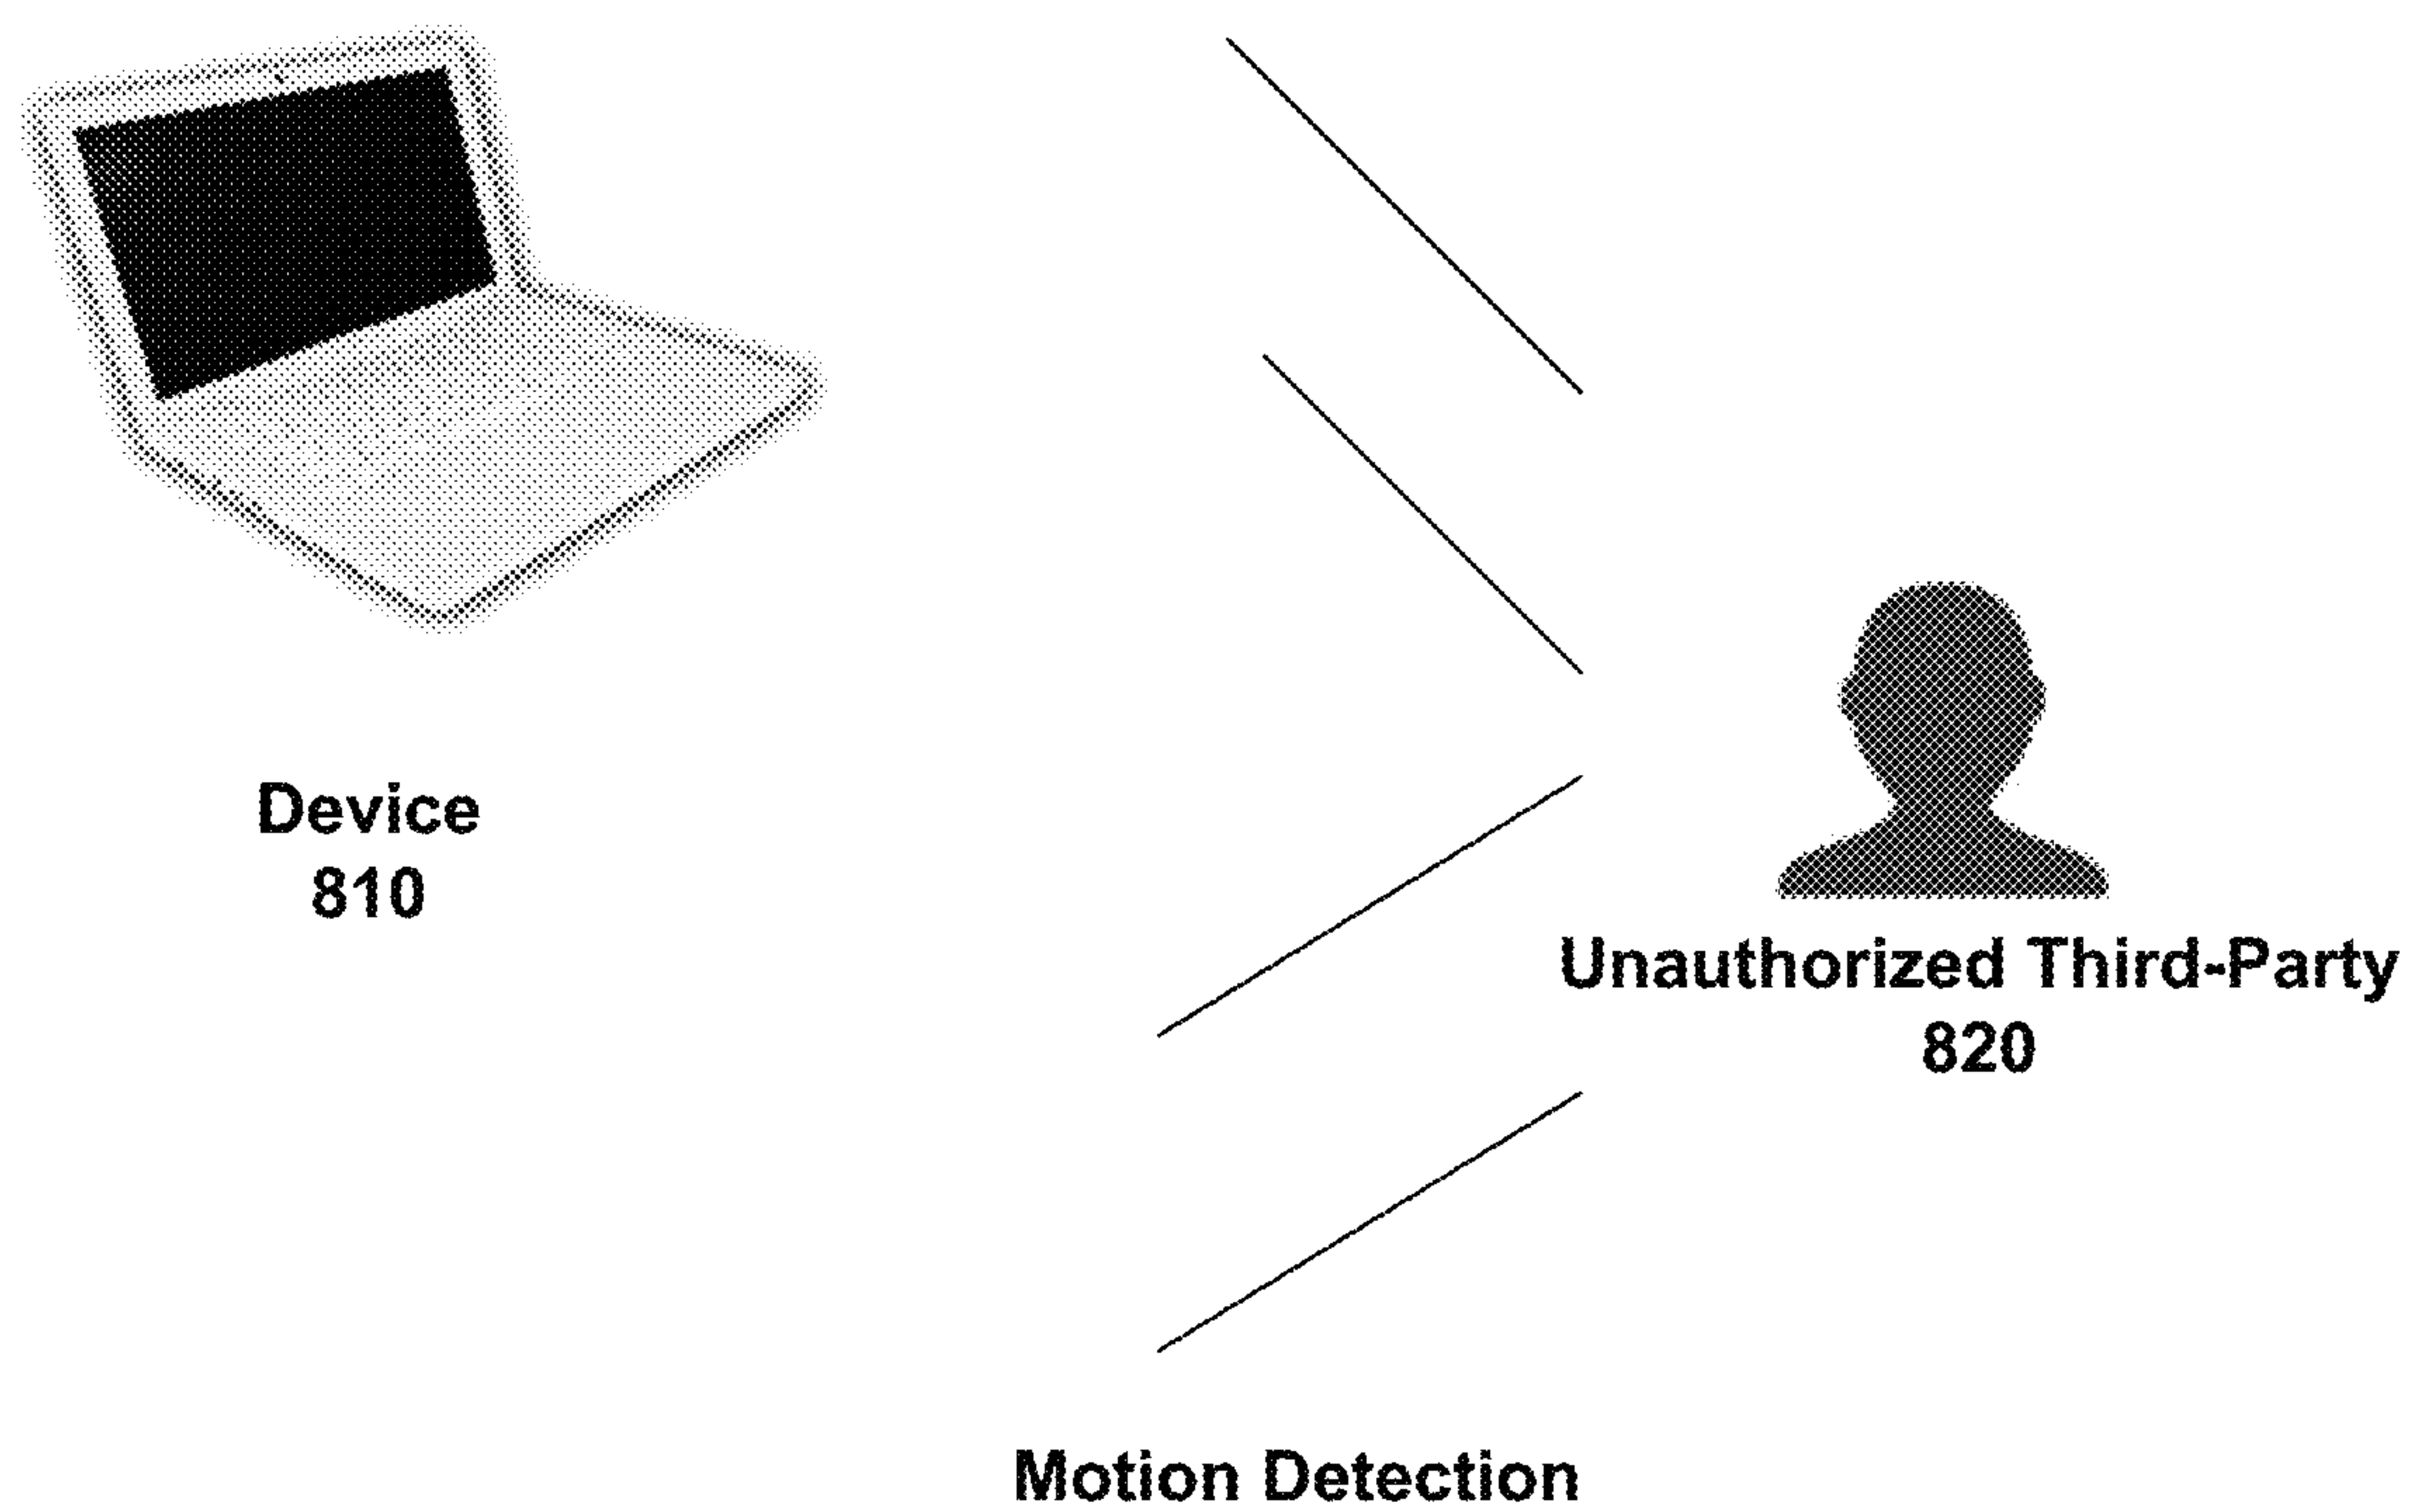 Device
810
Unauthorized Third-Party
820
Motion Detection